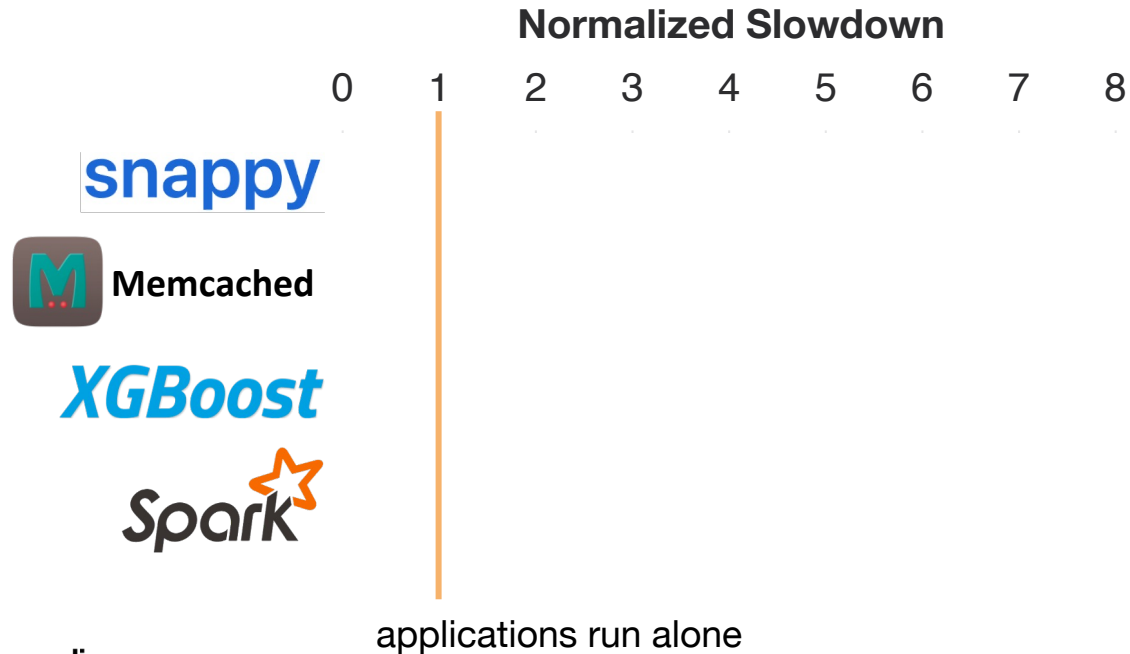 Normalized Slowdown
0 1 2 3 4 5 6 7 8
snappy
Memcached
XGBoost
Spark
applications run alone